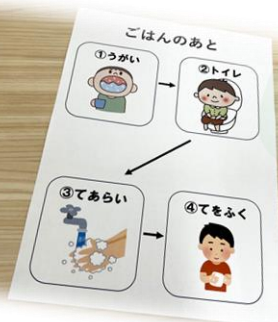 ごはんのあと
①うがい
②トイレ
③てあらい
④てをふく